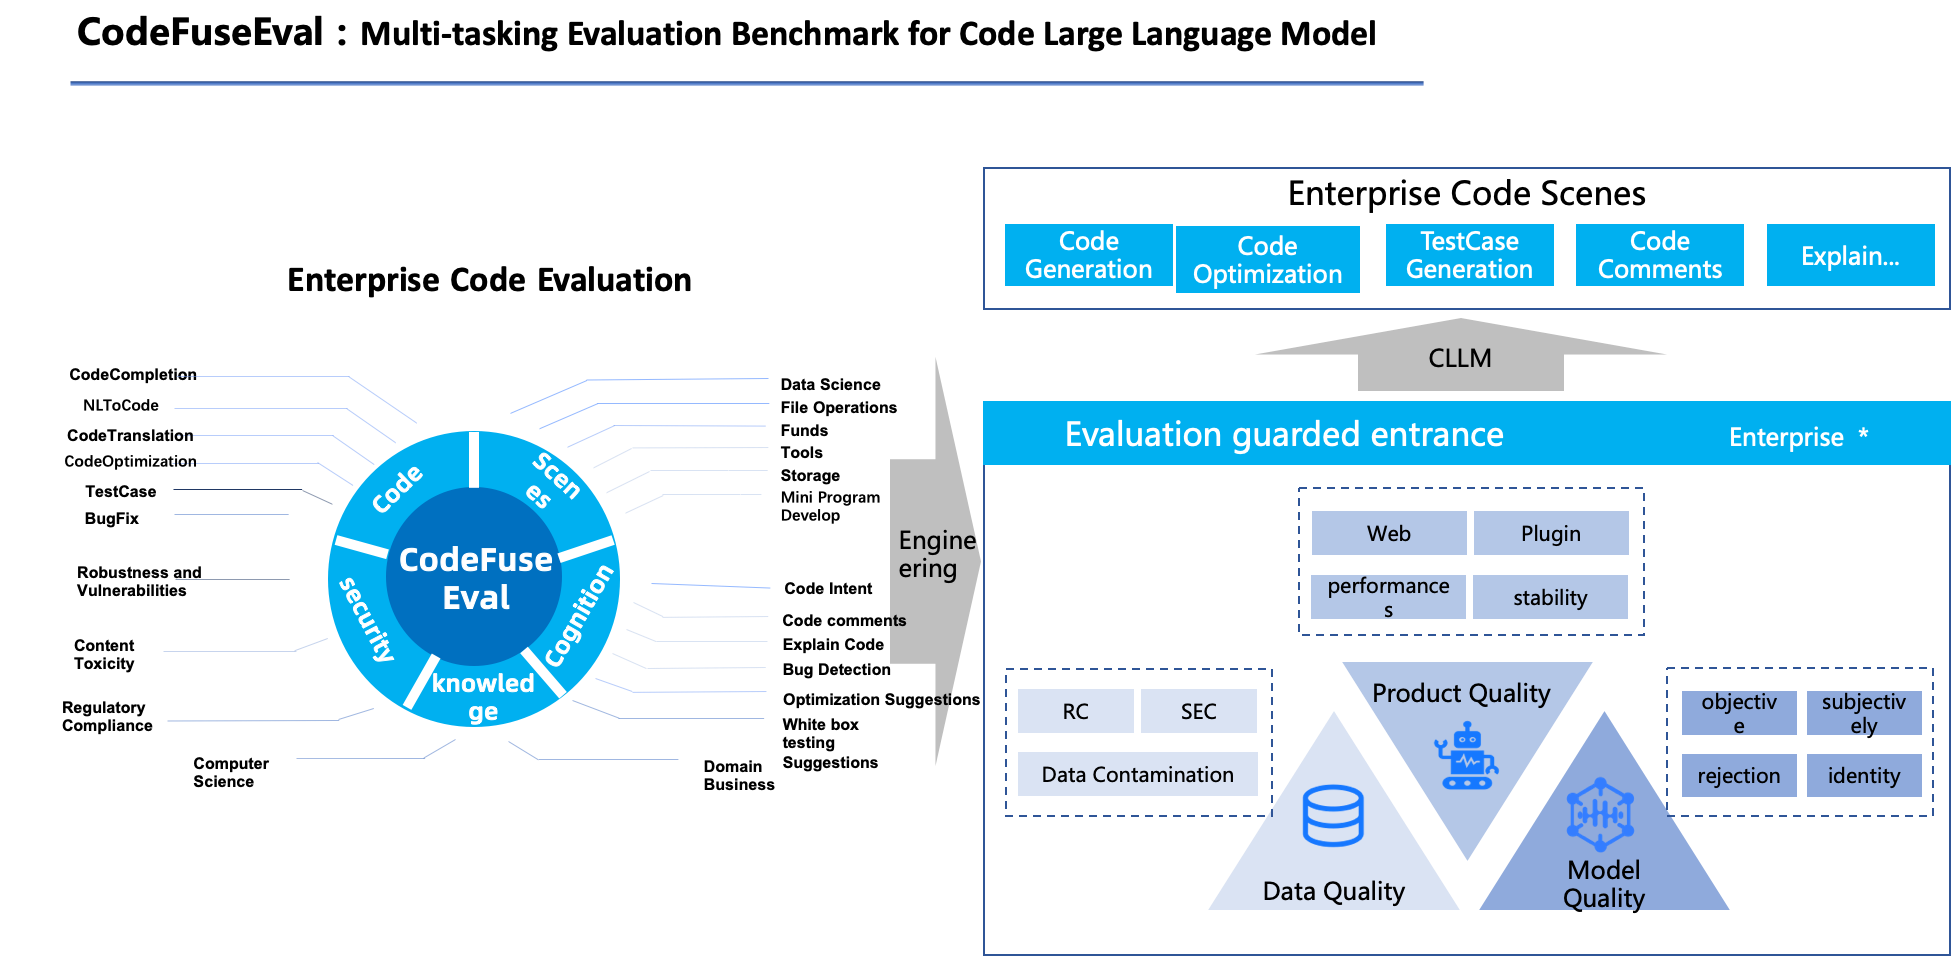 CodeFuseEval : Multi-tasking Evaluation Benchmark for Code Large Language Model
Enterprise Code Evaluation
CodeCompletion
NLToCode
CodeTranslation
CodeOptimization
TestCase
BugFix
Robustness and
Vulnerabilities
Content
Toxicity
Regulatory
Compliance
Computer
Science
Code
Scen
es
security
Cognition
knowled
ge
CodeFuse
Eval
Data Science
File Operations
Funds
Tools
Storage
Mini Program
Develop
Code Intent
Code comments
Explain Code
Bug Detection
Optimization Suggestions
White box
testing
Suggestions
Domain
Business
Engine
ering
Enterprise Code Scenes
Code
Generation
Code
Optimization
TestCase
Generation
Code
Comments
Explain...
CLLM
Evaluation guarded entrance
Enterprise *
Web
Plugin
performance
s
stability
RC
SEC
Data Contamination
Product Quality
objectiv
e
subjectiv
ely
rejection
identity
Data Quality
Model
Quality